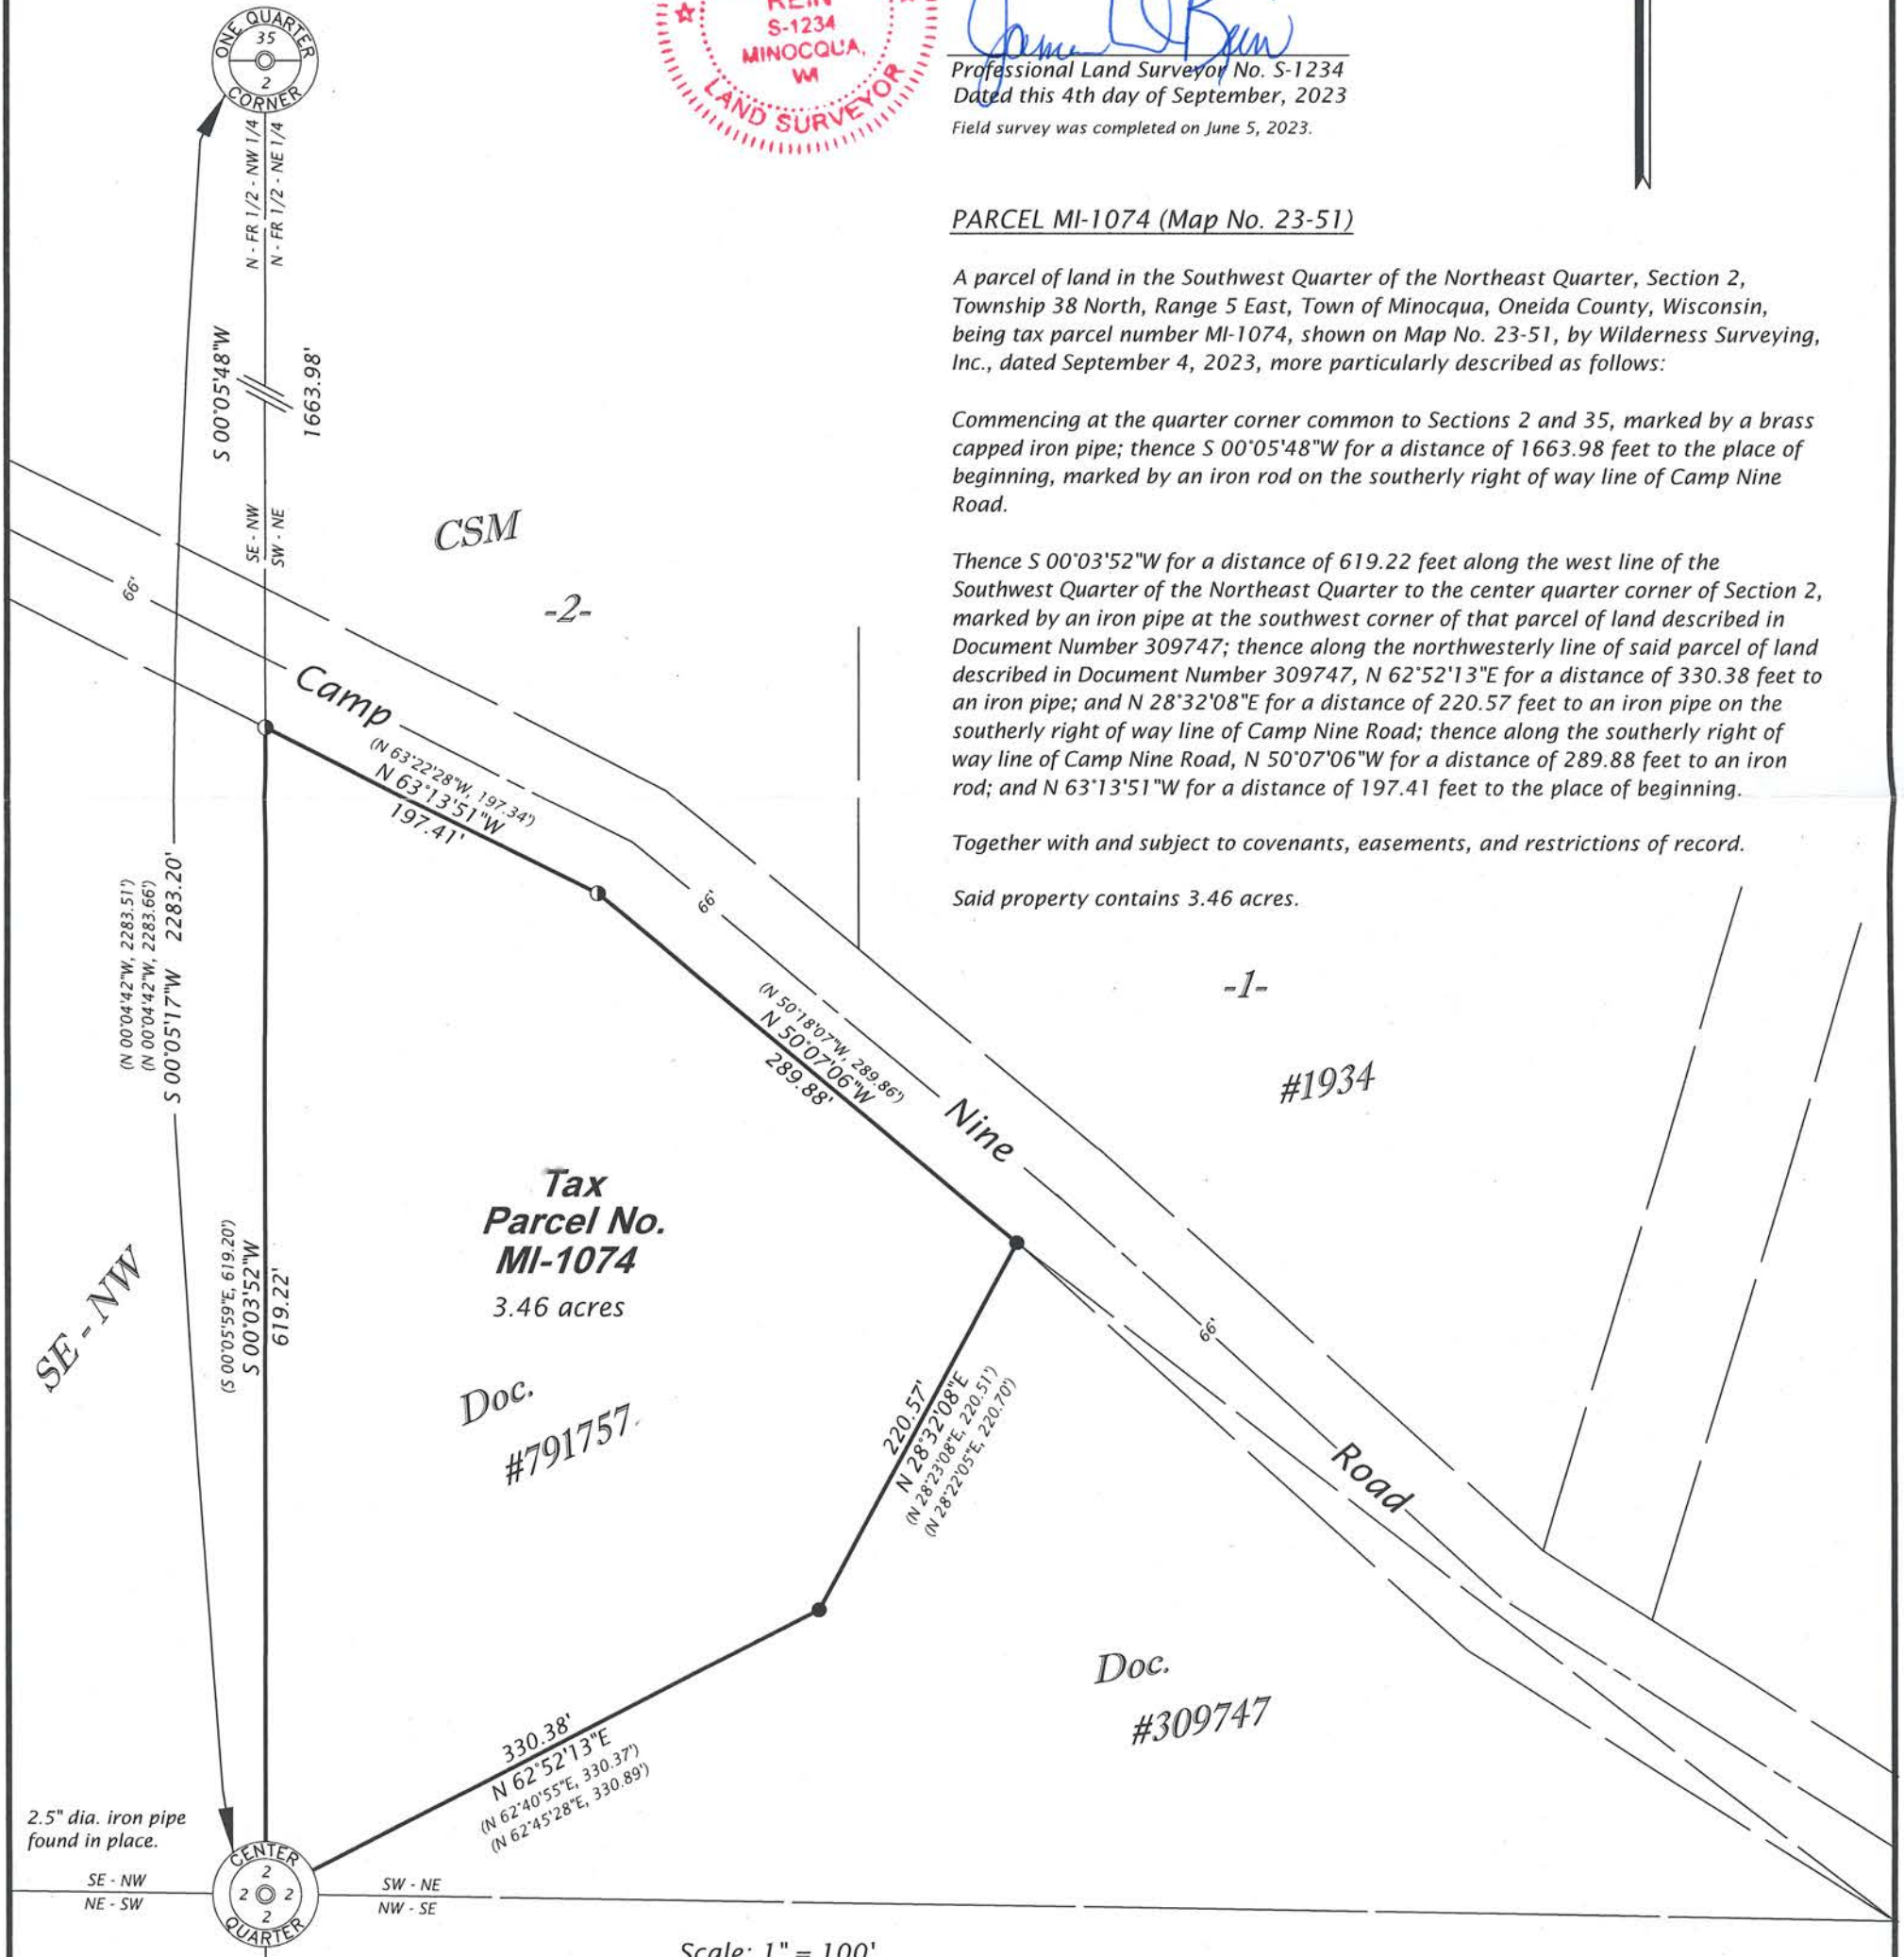 ONE QUARTER
35
2
CORNER
REIN
S-1234
MINOCQUA,
WI
LAND SURVEYOR
Professional Land Surveyor No. S-1234
Dated this 4th day of September, 2023
Field survey was completed on June 5, 2023.
N - FR 1/2 - NW 1/4
N - FR 1/2 - NE 1/4
S 00°05'48"W
1663.98'
SE - NW
SW - NE
PARCEL MI-1074 (Map No. 23-51)
A parcel of land in the Southwest Quarter of the Northeast Quarter, Section 2,
Township 38 North, Range 5 East, Town of Minocqua, Oneida County, Wisconsin,
being tax parcel number MI-1074, shown on Map No. 23-51, by Wilderness Surveying,
Inc., dated September 4, 2023, more particularly described as follows:
Commencing at the quarter corner common to Sections 2 and 35, marked by a brass
capped iron pipe; thence S 00°05'48"W for a distance of 1663.98 feet to the place of
beginning, marked by an iron rod on the southerly right of way line of Camp Nine
Road.
Thence S 00°03'52"W for a distance of 619.22 feet along the west line of the
Southwest Quarter of the Northeast Quarter to the center quarter corner of Section 2,
marked by an iron pipe at the southwest corner of that parcel of land described in
Document Number 309747; thence along the northwesterly line of said parcel of land
described in Document Number 309747, N 62°52'13"E for a distance of 330.38 feet to
an iron pipe; and N 28°32'08"E for a distance of 220.57 feet to an iron pipe on the
southerly right of way line of Camp Nine Road; thence along the southerly right of
way line of Camp Nine Road, N 50°07'06"W for a distance of 289.88 feet to an iron
rod; and N 63°13'51"W for a distance of 197.41 feet to the place of beginning.
Together with and subject to covenants, easements, and restrictions of record.
Said property contains 3.46 acres.
CSM
-2-
66'
Camp
(N 63°22'28"W, 197.34')
N 63°13'51"W
197.41'
(N 00°04'42"W, 2283.51')
(N 00°04'42"W, 2283.66')
S 00°05'17"W 2283.20'
66'
(N 50°18'07"W, 289.86')
N 50°07'06"W
289.88'
Nine
-1-
#1934
Tax
Parcel No.
MI-1074
3.46 acres
(S 00°05'59"E, 619.20')
S 00°03'52"W
619.22'
SE - NW
Doc.
#791757
220.57'
N 28°32'08"E
(N 28°23'08"E, 220.51')
(N 28°22'05"E, 220.70')
66'
Road
330.38'
N 62°52'13"E
(N 62°40'55"E, 330.37')
(N 62°45'28"E, 330.89')
Doc.
#309747
2.5" dia. iron pipe
found in place.
SE - NW
NE - SW
CENTER
2
2 2
2
QUARTER
SW - NE
NW - SE
Scale: 1" = 100'